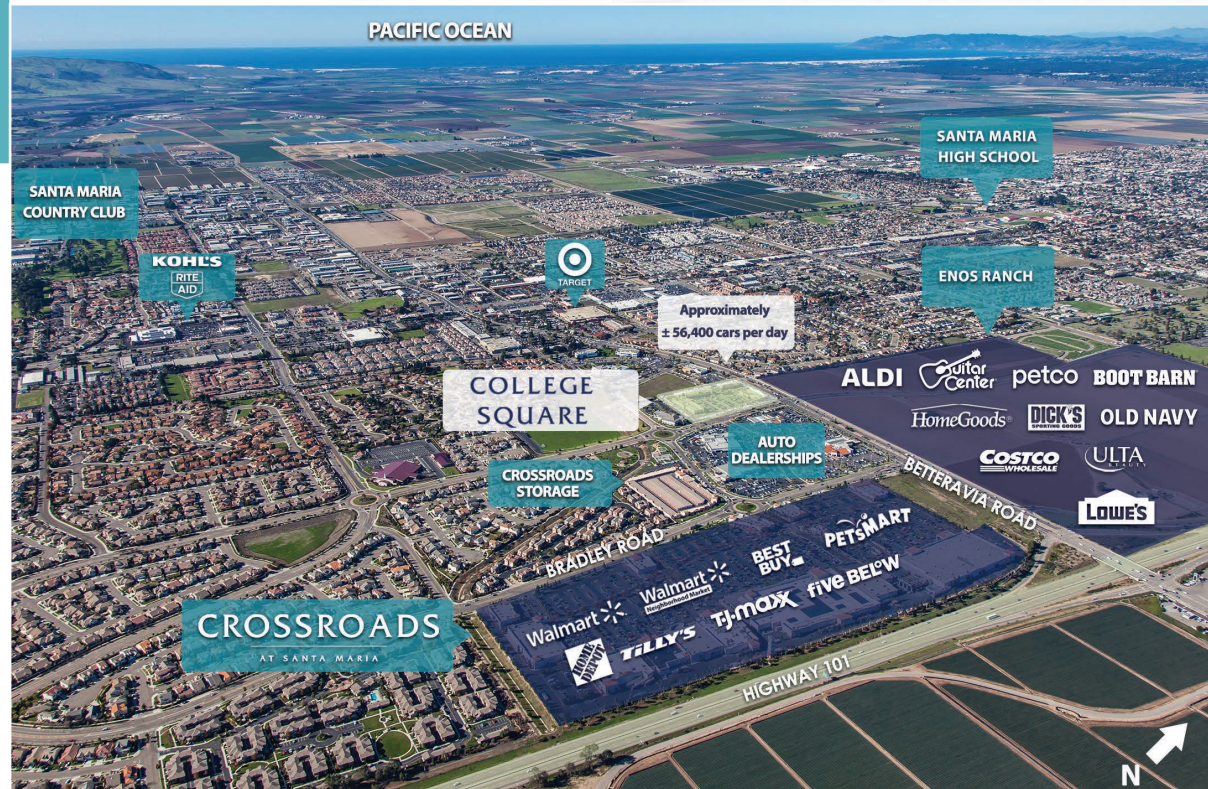 PACIFIC OCEAN
SANTA MARIA
HIGH SCHOOL
SANTA MARIA
COUNTRY CLUB
KOHL'S
RITE
AID
TARGET
ENOS RANCH
Approximately
± 56,400 cars per day
COLLEGE
SQUARE
ALDI
Guitar
Center
petco
BOOT BARN
HomeGoods®
DICK'S
SPORTING GOODS
OLD NAVY
AUTO
DEALERSHIPS
COSTCO
WHOLESALE
ULTA
BEAUTY
CROSSROADS
STORAGE
BETTERAVIA ROAD
LOWE'S
BRADLEY ROAD
BEST
BUY
PETSMART
Walmart
Walmart
Neighborhood Market
T.J.maxx
five BELOW
THE
HOME
DEPOT
TILLY'S
CROSSROADS
AT SANTA MARIA
HIGHWAY 101
N